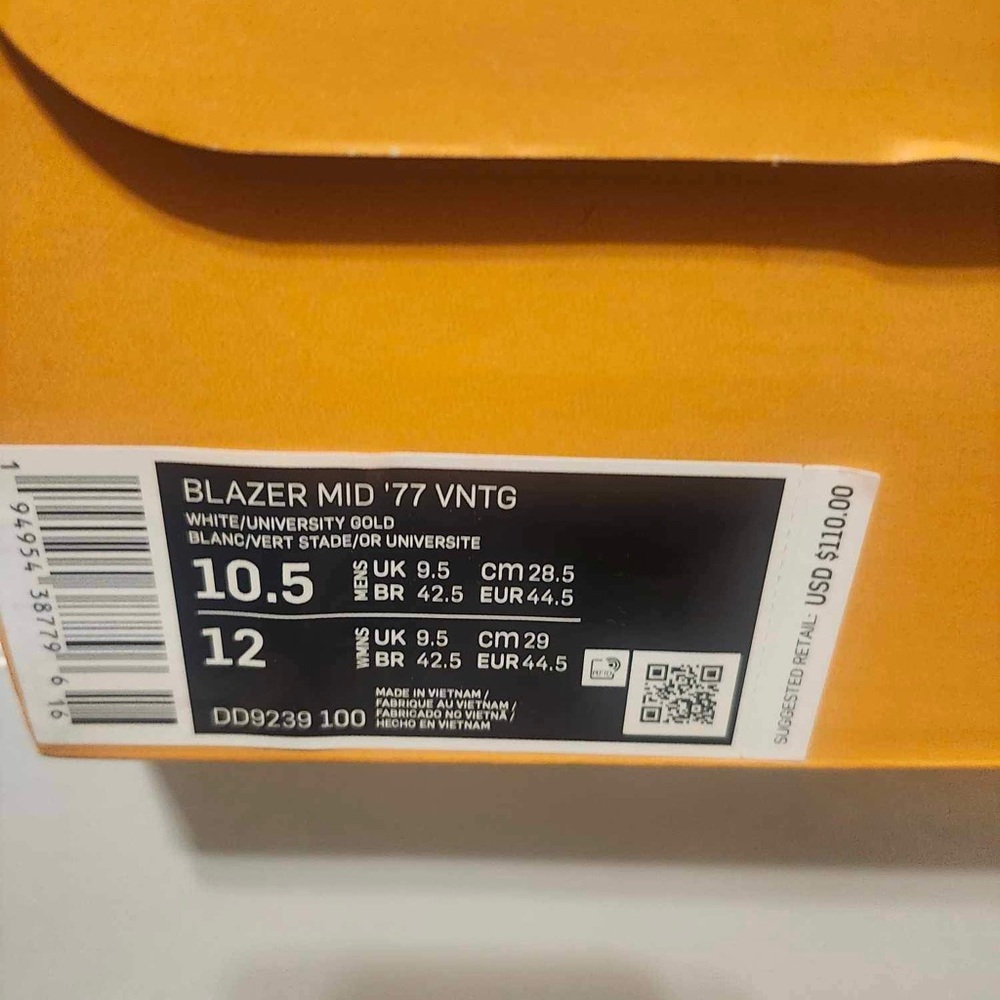 BLAZER MID '77 VNTG
WHITE/UNIVERSITY GOLD
BLANC/VERT STADE/OR UNIVERSITE
10.5 MENS UK 9.5 cm 28.5
BR 42.5 EUR 44.5
12 WMNS UK 9.5 cm 29
BR 42.5 EUR 44.5
DD9239 100
MADE IN VIETNAM /
FABRIQUE AU VIETNAM /
FABRICADO NO VIETNÃ /
HECHO EN VIETNAM
RFID
1 94954 38779 6 16
SUGGESTED RETAIL: USD $110.00